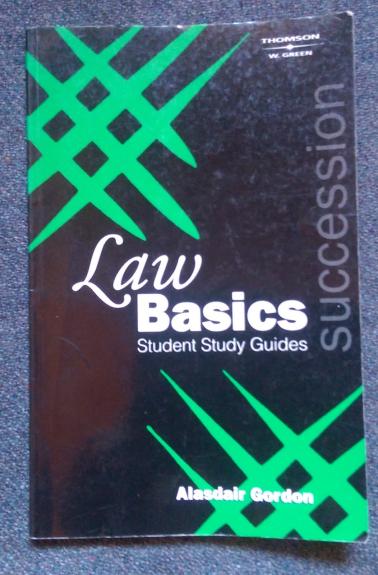 THOMSON
W. GREEN
succession
Law
Basics
Student Study Guides
Alasdair Gordon